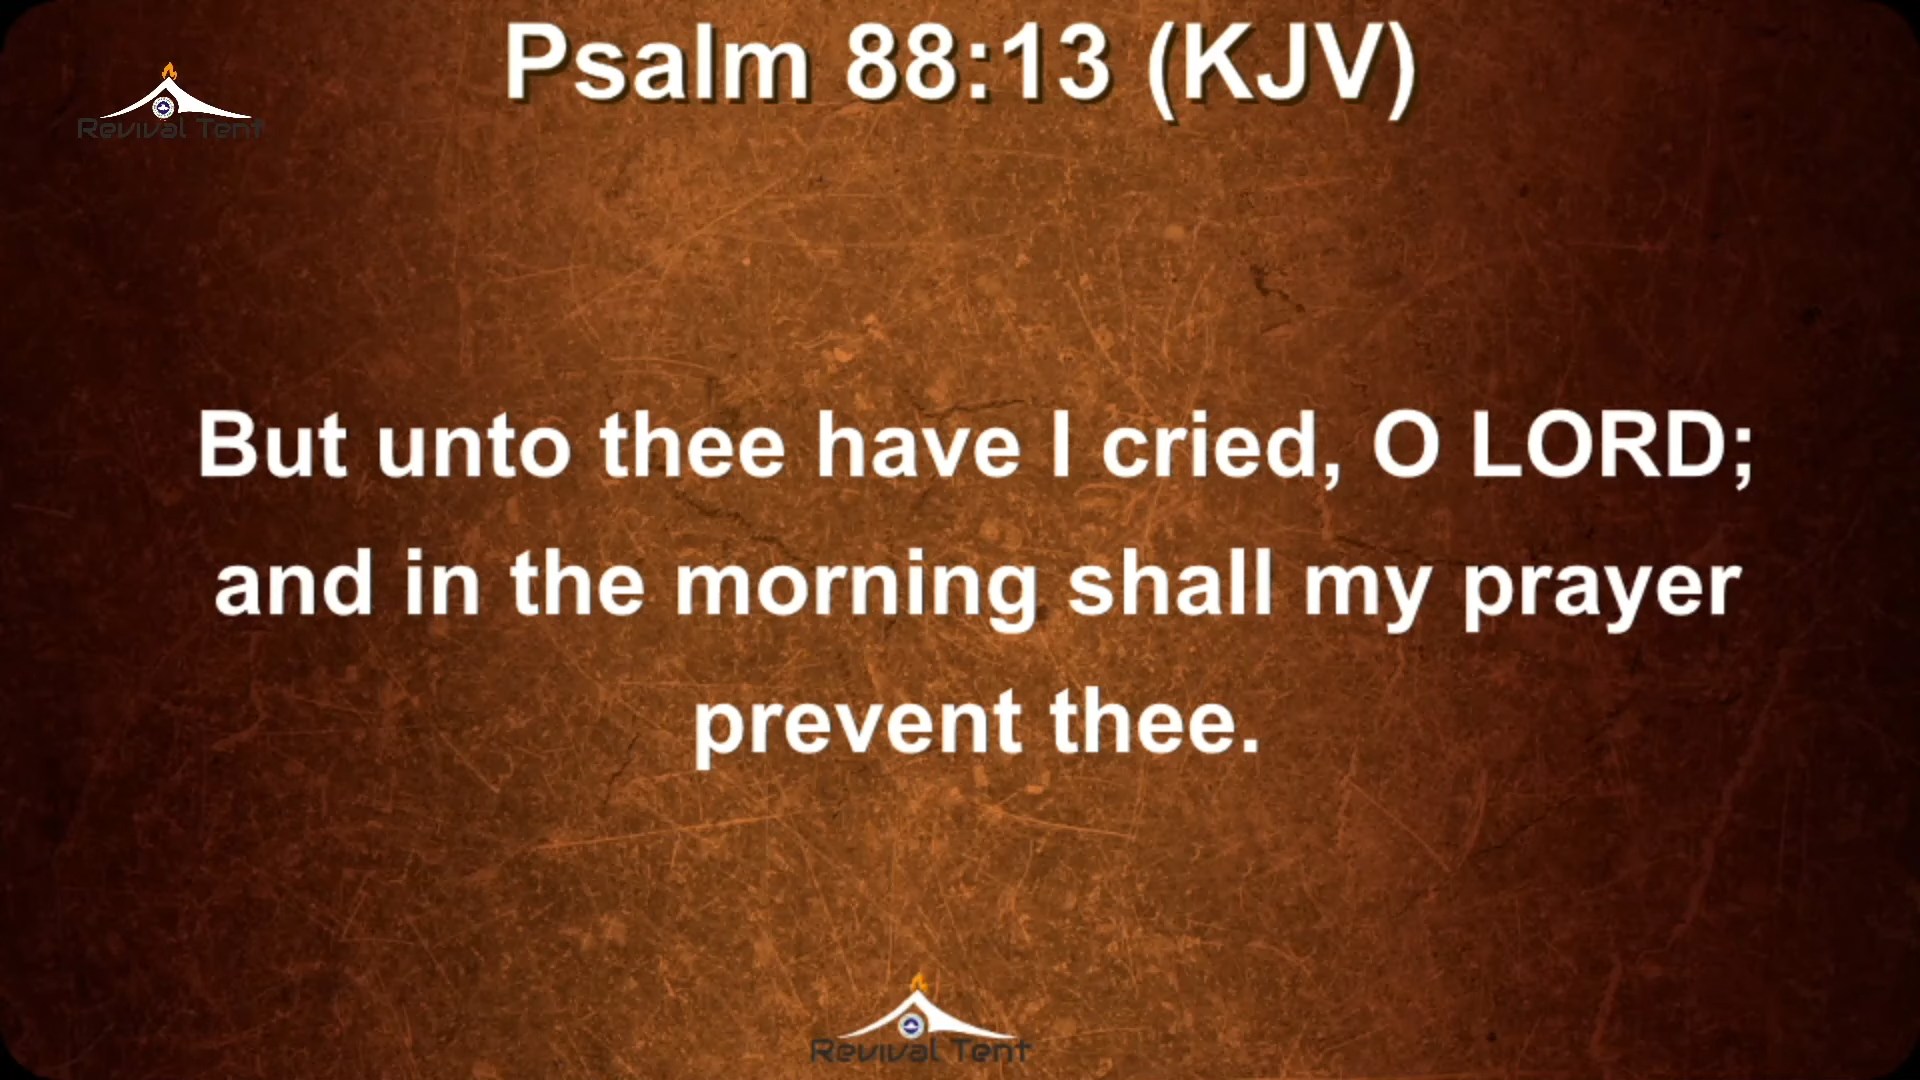 Psalm 88:13 (KJV)
Revival Tent
But unto thee have I cried, O LORD;
and in the morning shall my prayer
prevent thee.
Revival Tent